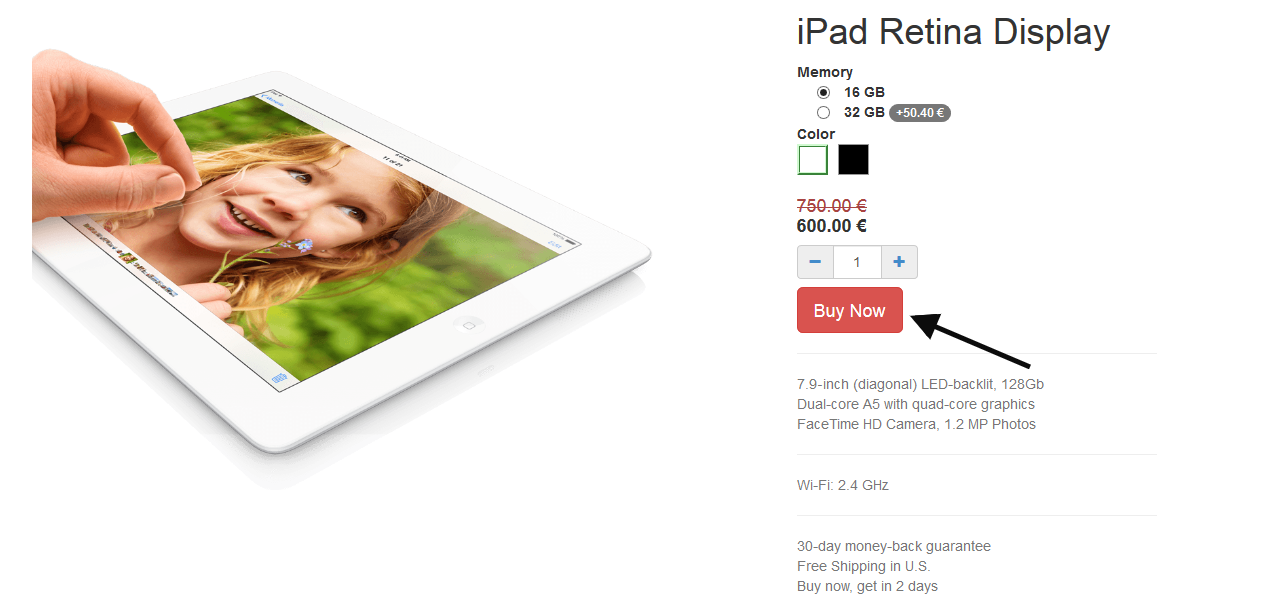 iPad Retina Display
Memory
16 GB
32 GB +50.40 €
Color
750.00 €
600.00 €
− 1 +
Buy Now
7.9-inch (diagonal) LED-backlit, 128Gb
Dual-core A5 with quad-core graphics
FaceTime HD Camera, 1.2 MP Photos
Wi-Fi: 2.4 GHz
30-day money-back guarantee
Free Shipping in U.S.
Buy now, get in 2 days